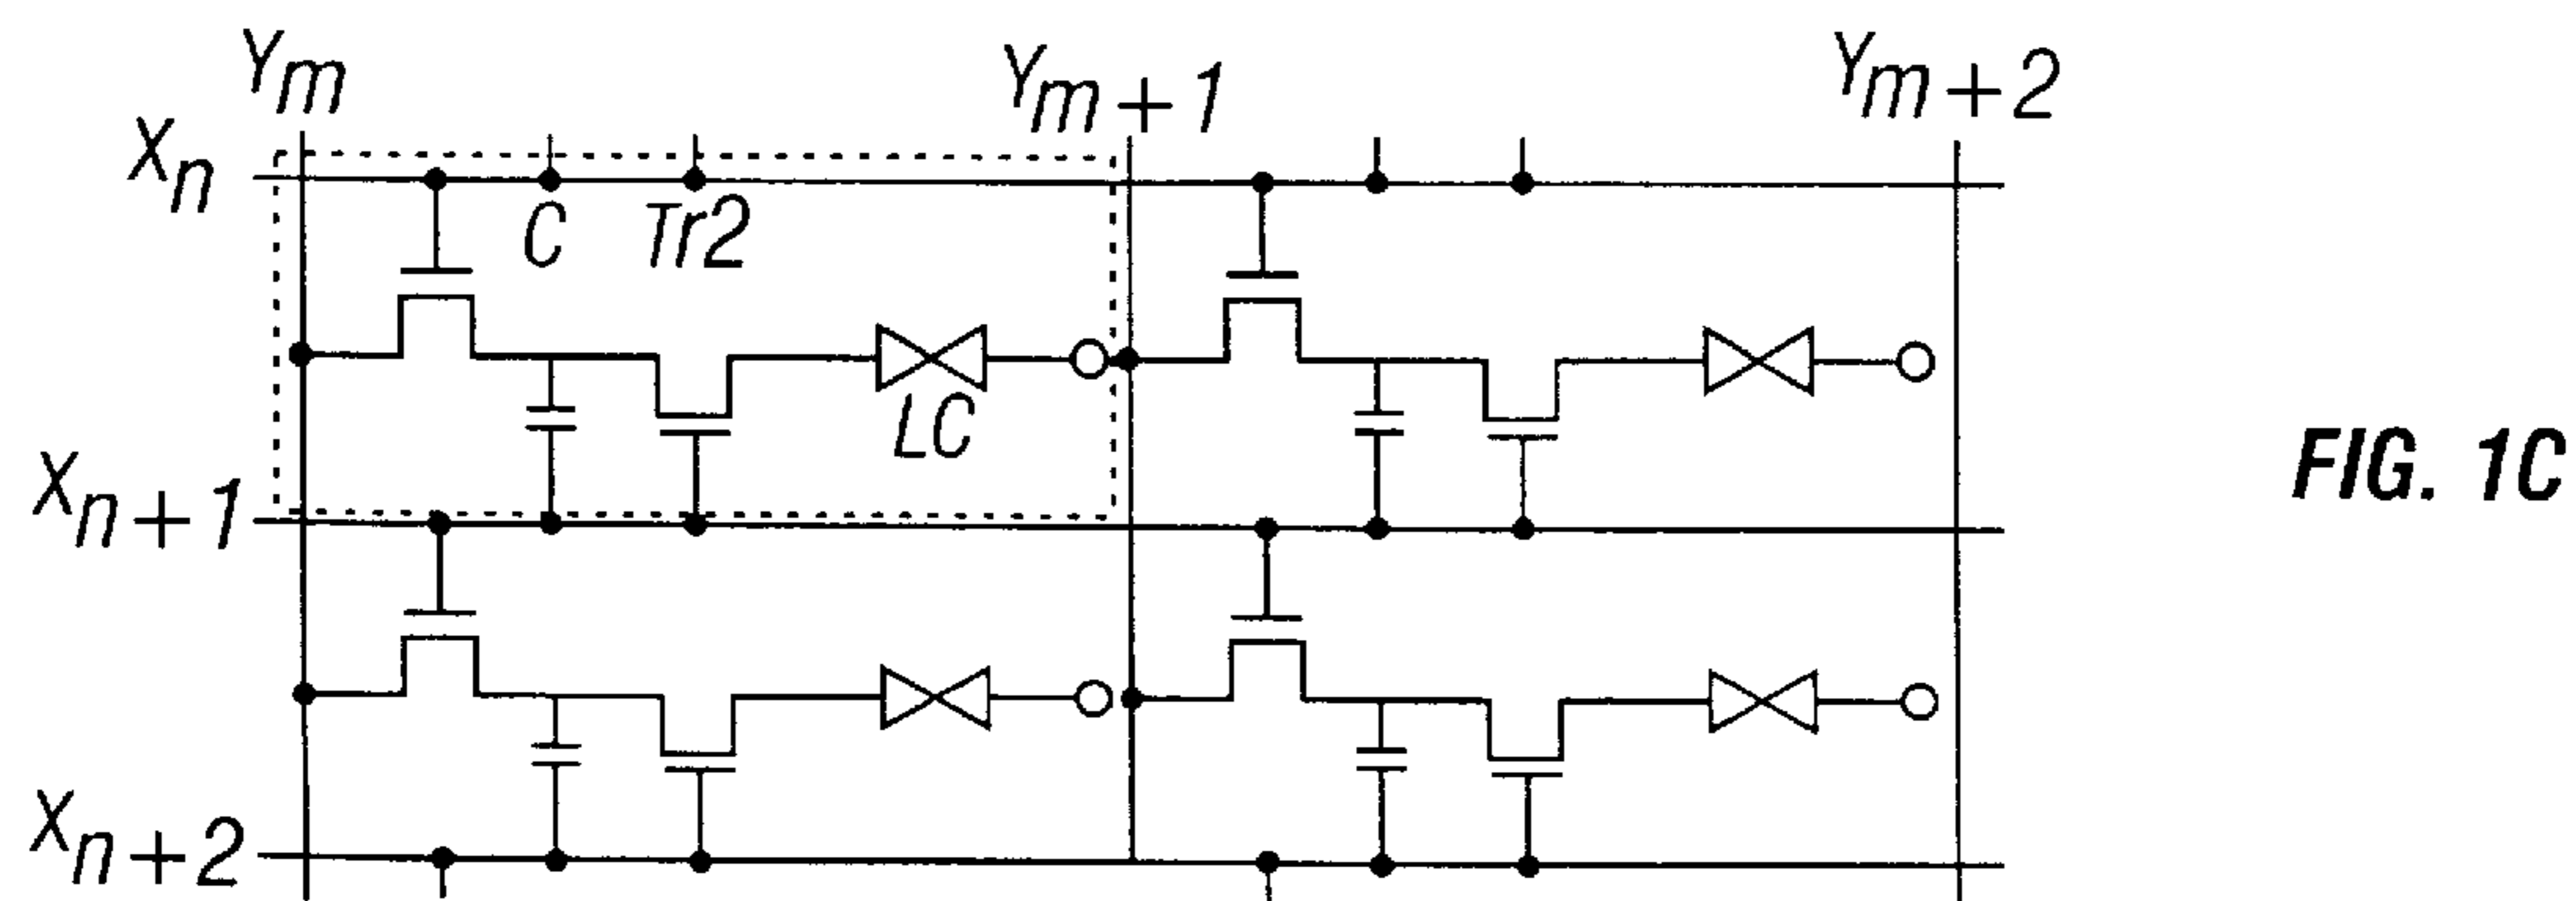 Ym
Ym+1
Ym+2
Xn
C
Tr2
LC
Xn+1
FIG. 1C
Xn+2